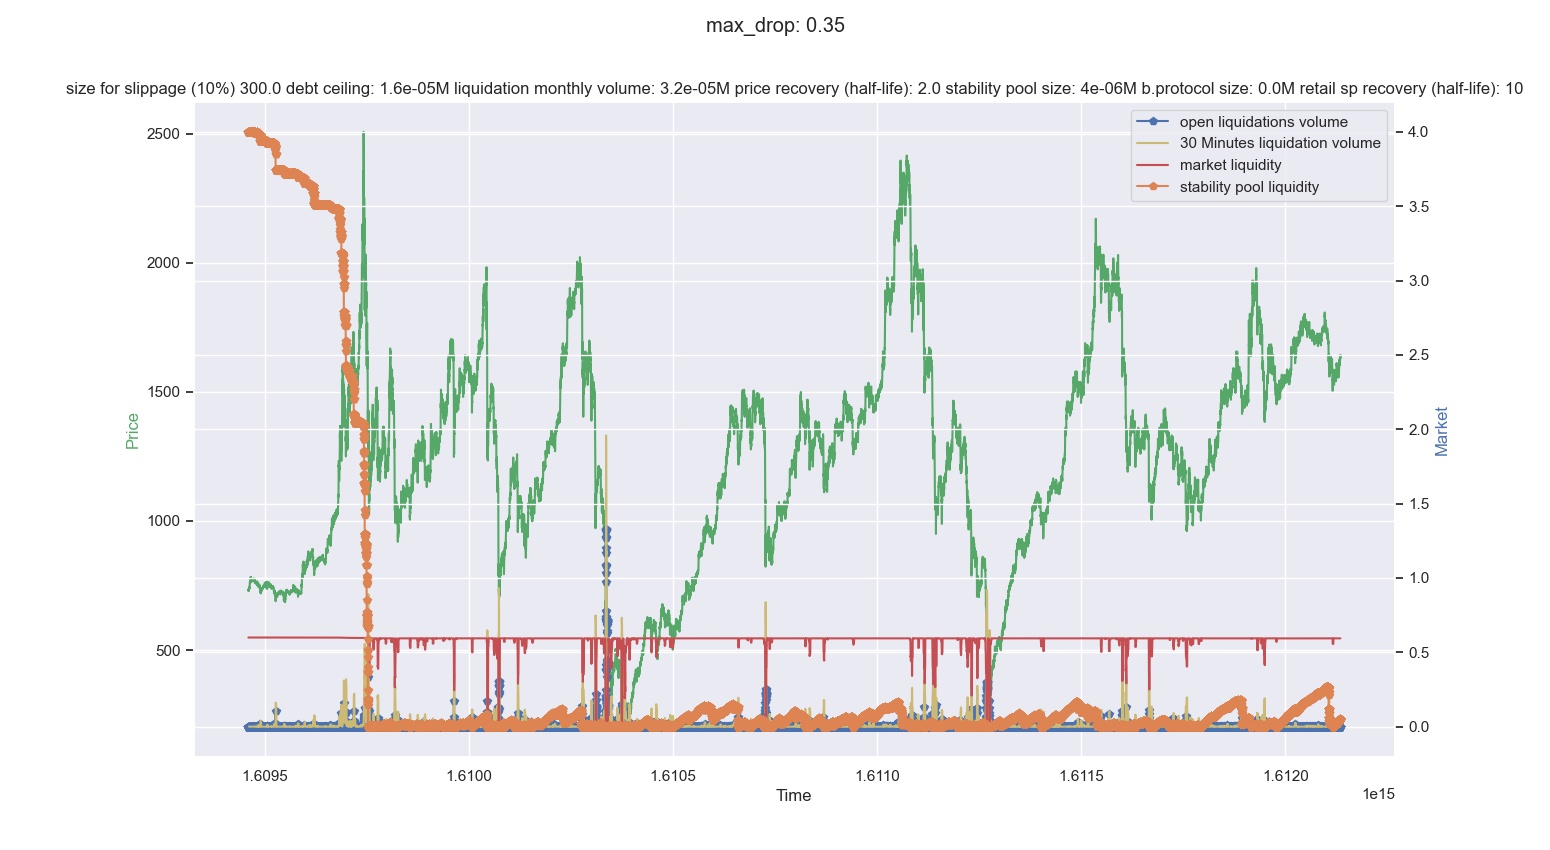 max_drop: 0.35
size for slippage (10%) 300.0 debt ceiling: 1.6e-05M liquidation monthly volume: 3.2e-05M price recovery (half-life): 2.0 stability pool size: 4e-06M b.protocol size: 0.0M retail sp recovery (half-life): 10
open liquidations volume
30 Minutes liquidation volume
market liquidity
stability pool liquidity
2500
2000
1500
1000
500
Price
4.0
3.5
3.0
2.5
2.0
1.5
1.0
0.5
0.0
Market
1.6095
1.6100
1.6105
1.6110
1.6115
1.6120
Time
1e15